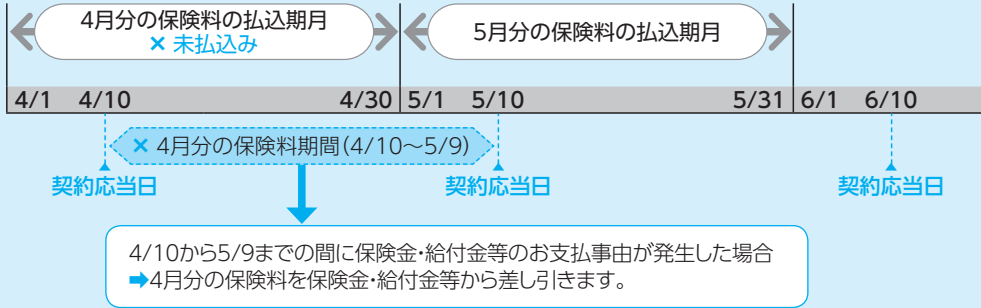 4月分の保険料の払込期月
× 未払込み
5月分の保険料の払込期月
4/1 4/10 4/30 5/1 5/10 5/31 6/1 6/10
× 4月分の保険料期間(4/10～5/9)
契約応当日 契約応当日 契約応当日
4/10から5/9までの間に保険金・給付金等のお支払事由が発生した場合
➡4月分の保険料を保険金・給付金等から差し引きます。